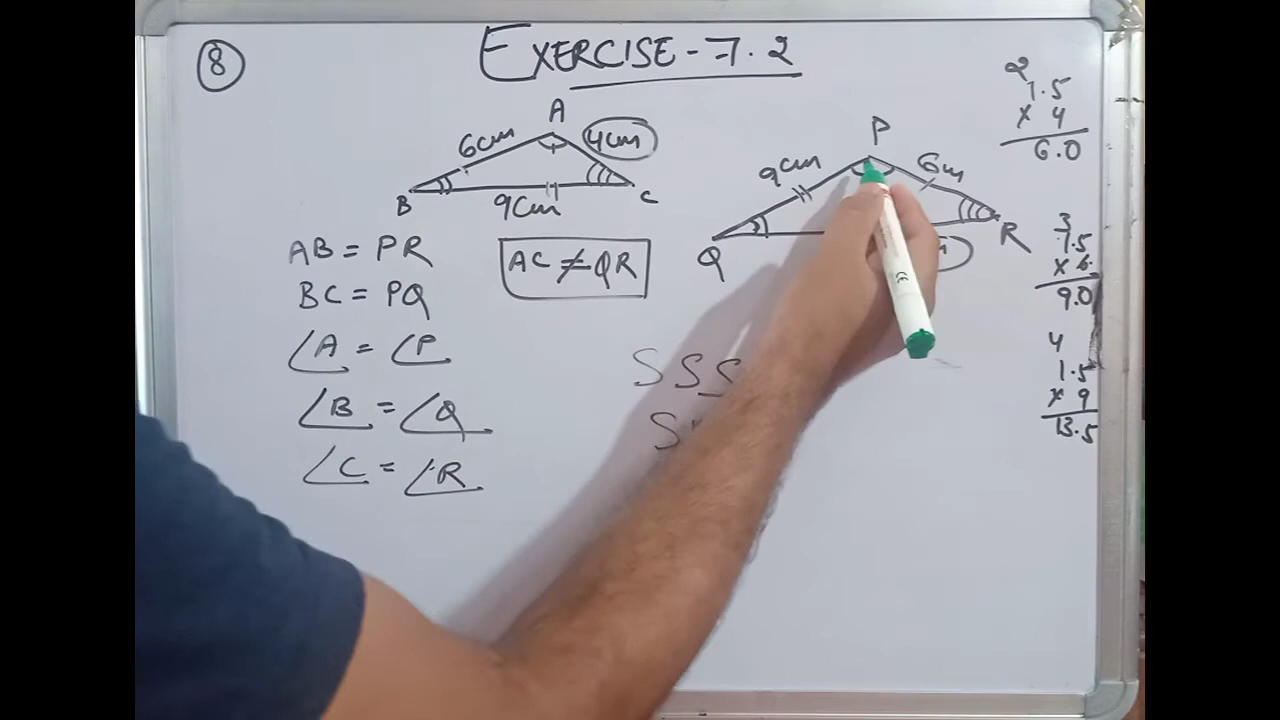 8
EXERCISE-7.2
A
6cm
4cm
B
9cm
C
P
9cm
6m
Q
R
AB = PR
BC = PQ
∠A = ∠P
∠B = ∠Q
∠C = ∠R
AC ≠ QR
SSS
2
1.5
x 4
6.0
3
1.5
x 6
9.0
4
1.5
x 9
13.5